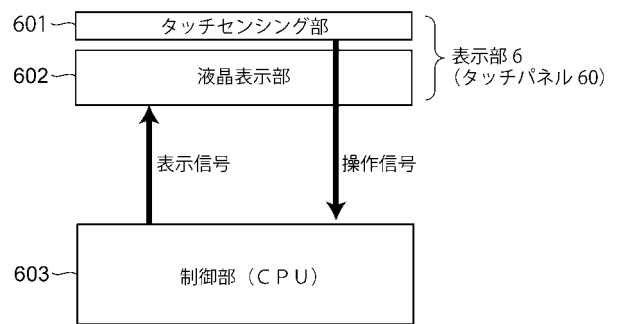 601
タッチセンシング部
602
液晶表示部
表示部 6
（タッチパネル 60）
表示信号
操作信号
603
制御部（ＣＰＵ）